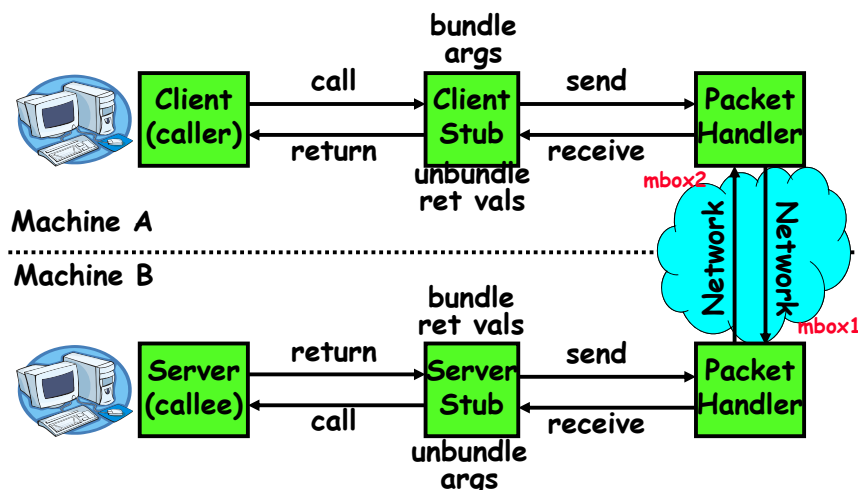 bundle
args
call
send
Client
(caller)
Client
Stub
Packet
Handler
return
receive
unbundle
ret vals
mbox2
Machine A
Network
Network
Machine B
mbox1
bundle
ret vals
return
send
Server
(callee)
Server
Stub
Packet
Handler
call
receive
unbundle
args